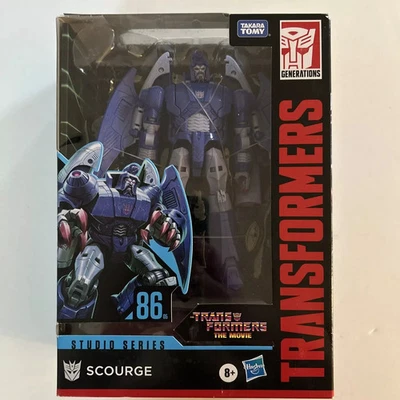 TAKARA
TOMY
GENERATIONS
TRANSFORMERS
86
TRANSFORMERS
THE MOVIE
STUDIO SERIES
SCOURGE
8+
Hasbro